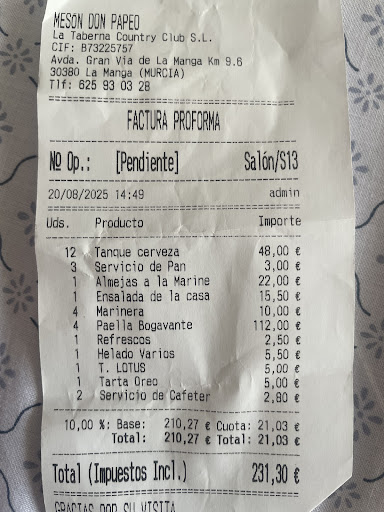 MESON DON PAPEO
La Taberna Country Club S.L.
CIF: B73225757
Avda. Gran Vía de La Manga Km 9.6
30380 La Manga (MURCIA)
Tlf: 625 93 03 28
FACTURA PROFORMA
Nº Op.: [Pendiente] Salón/S13
20/08/2025 14:49 admin
Uds. Producto Importe
12 Tanque cerveza 48,00 €
3 Servicio de Pan 3,00 €
1 Almejas a la Marine 22,00 €
1 Ensalada de la casa 15,50 €
4 Marinera 10,00 €
4 Paella Bogavante 112,00 €
1 Refrescos 2,50 €
1 Helado Varios 5,50 €
1 T. LOTUS 5,00 €
1 Tarta Oreo 5,00 €
2 Servicio de Cafeter 2,80 €
10,00 %: Base: 210,27 € Cuota: 21,03 €
Total: 210,27 € Total: 21,03 €
Total (Impuestos Incl.) 231,30 €
GRACIAS POR SU VISITA